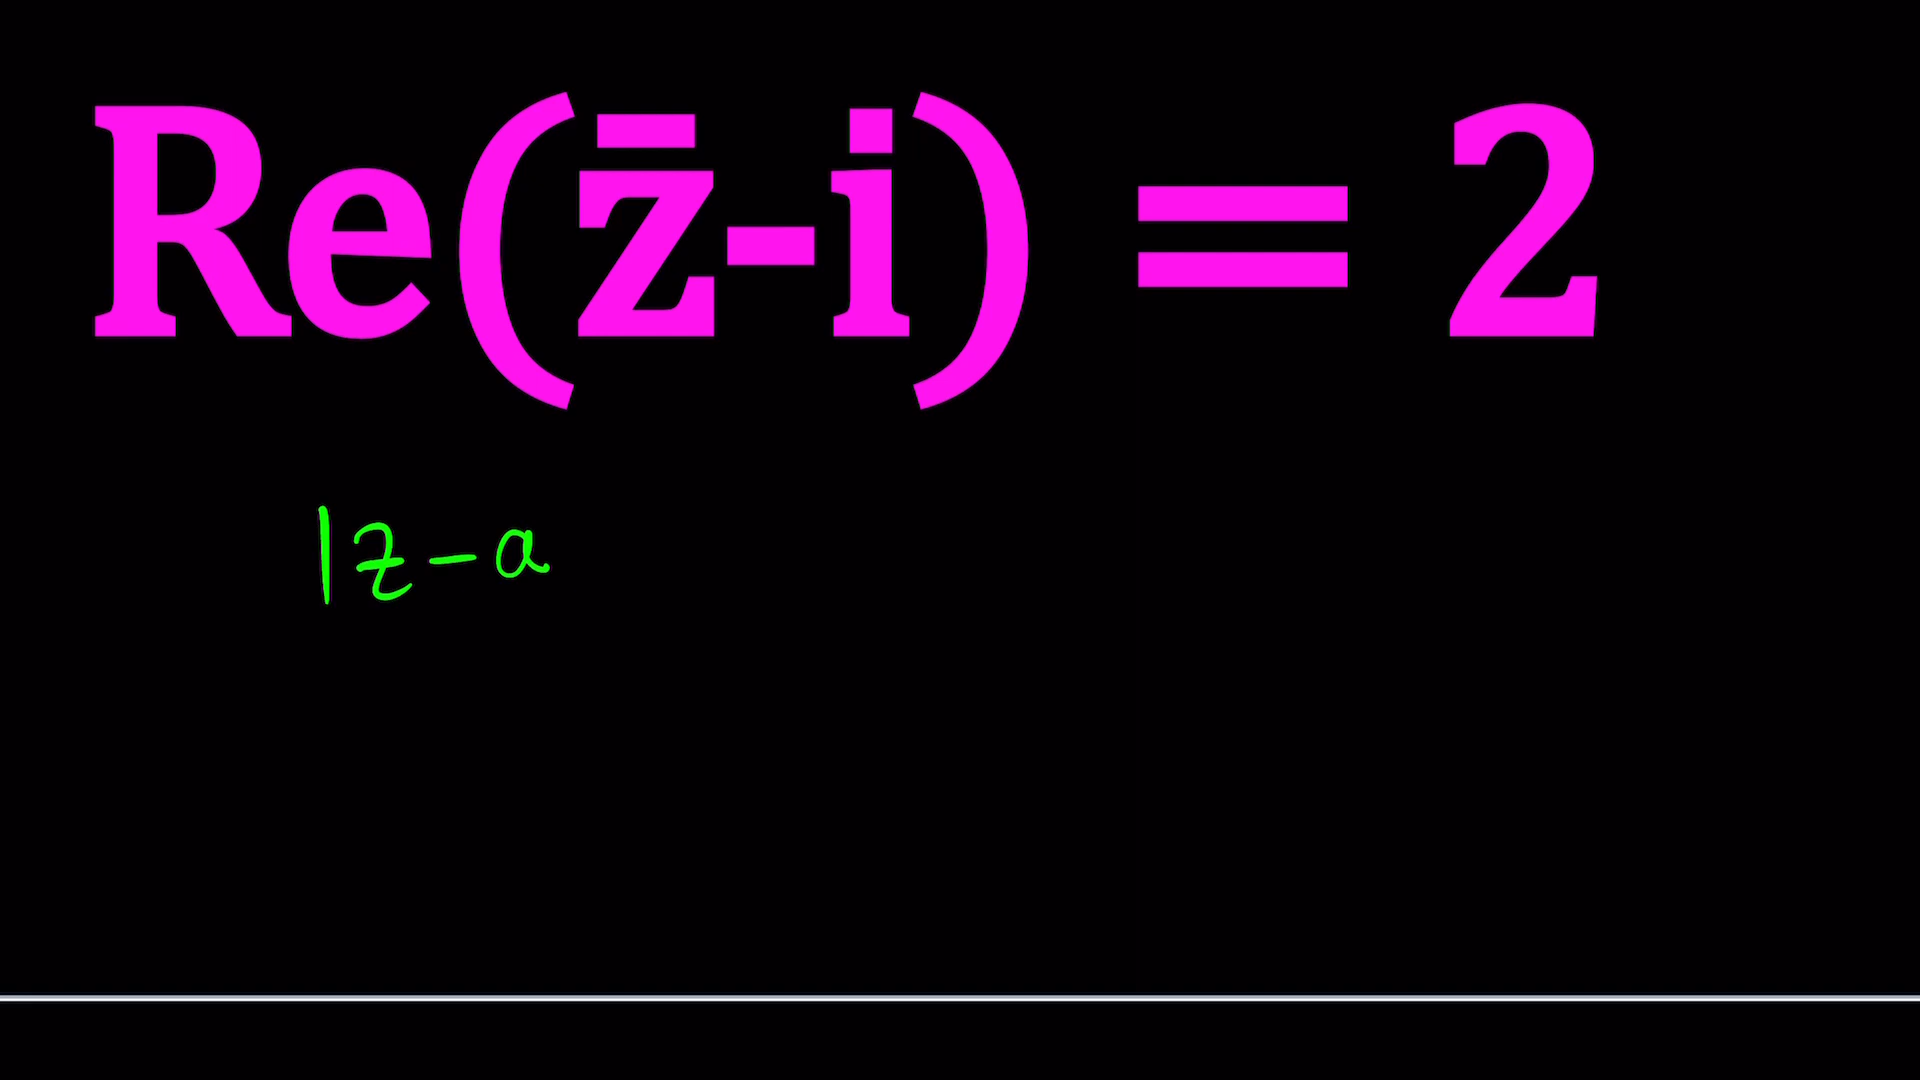 Re(z̄-i) = 2
|z-a